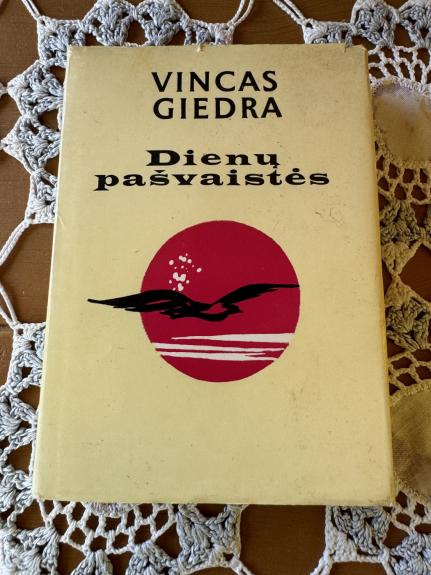 VINCAS
GIEDRA
Dienų
pašvaistės